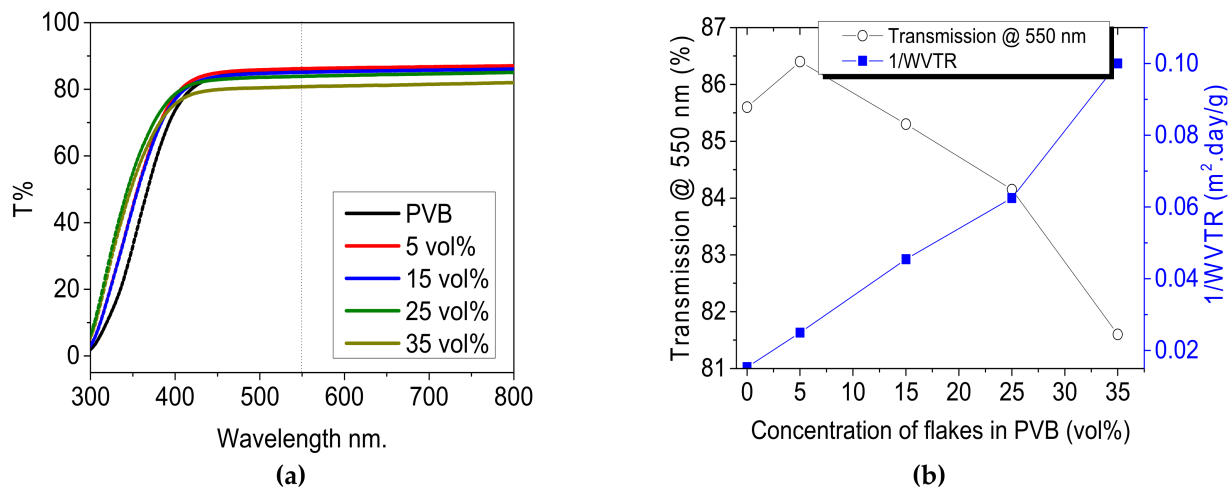 100
80
60
40
20
0
T%
PVB
5 vol%
15 vol%
25 vol%
35 vol%
300 400 500 600 700 800
Wavelength nm.
(a)
87
86
85
84
83
82
81
Transmission @ 550 nm (%)
Transmission @ 550 nm
1/WVTR
0.10
0.08
0.06
0.04
0.02
1/WVTR (m².day/g)
0 5 10 15 20 25 30 35
Concentration of flakes in PVB (vol%)
(b)